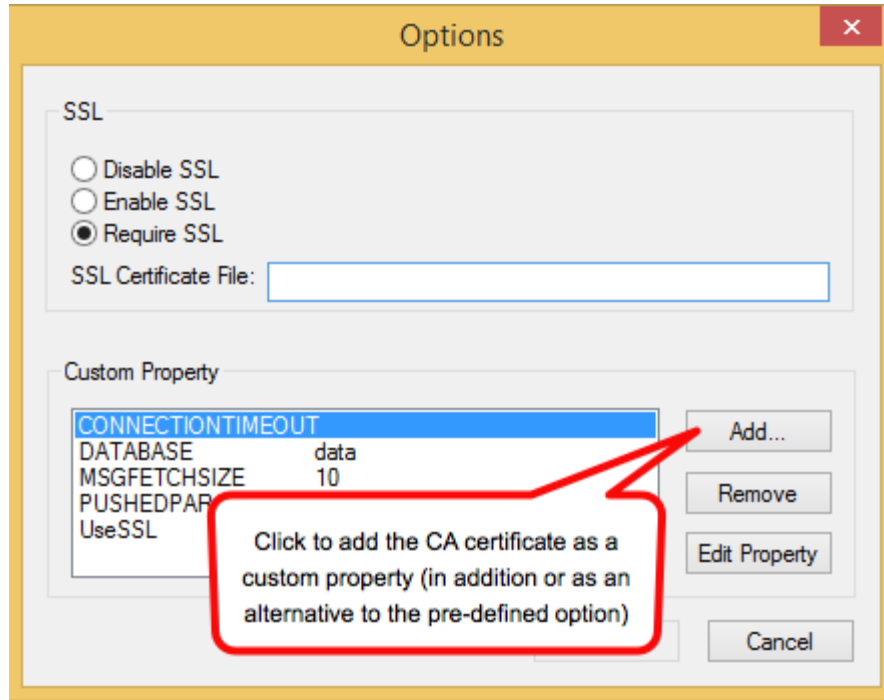 Options
SSL
Disable SSL
Enable SSL
Require SSL
SSL Certificate File:
Custom Property
CONNECTIONTIMEOUT
DATABASE data
MSGFETCHSIZE 10
UseSSL
Add...
Remove
Edit Property
Click to add the CA certificate as a
custom property (in addition or as an
alternative to the pre-defined option)
Cancel